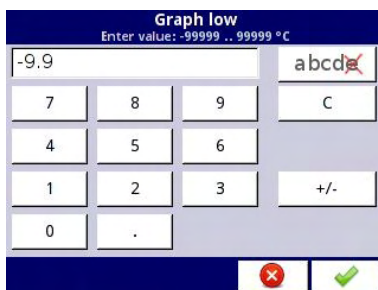 Graph low
Enter value: -99999 .. 99999 °C
-9.9
abcde
7 8 9 C
4 5 6
1 2 3 +/-
0 .